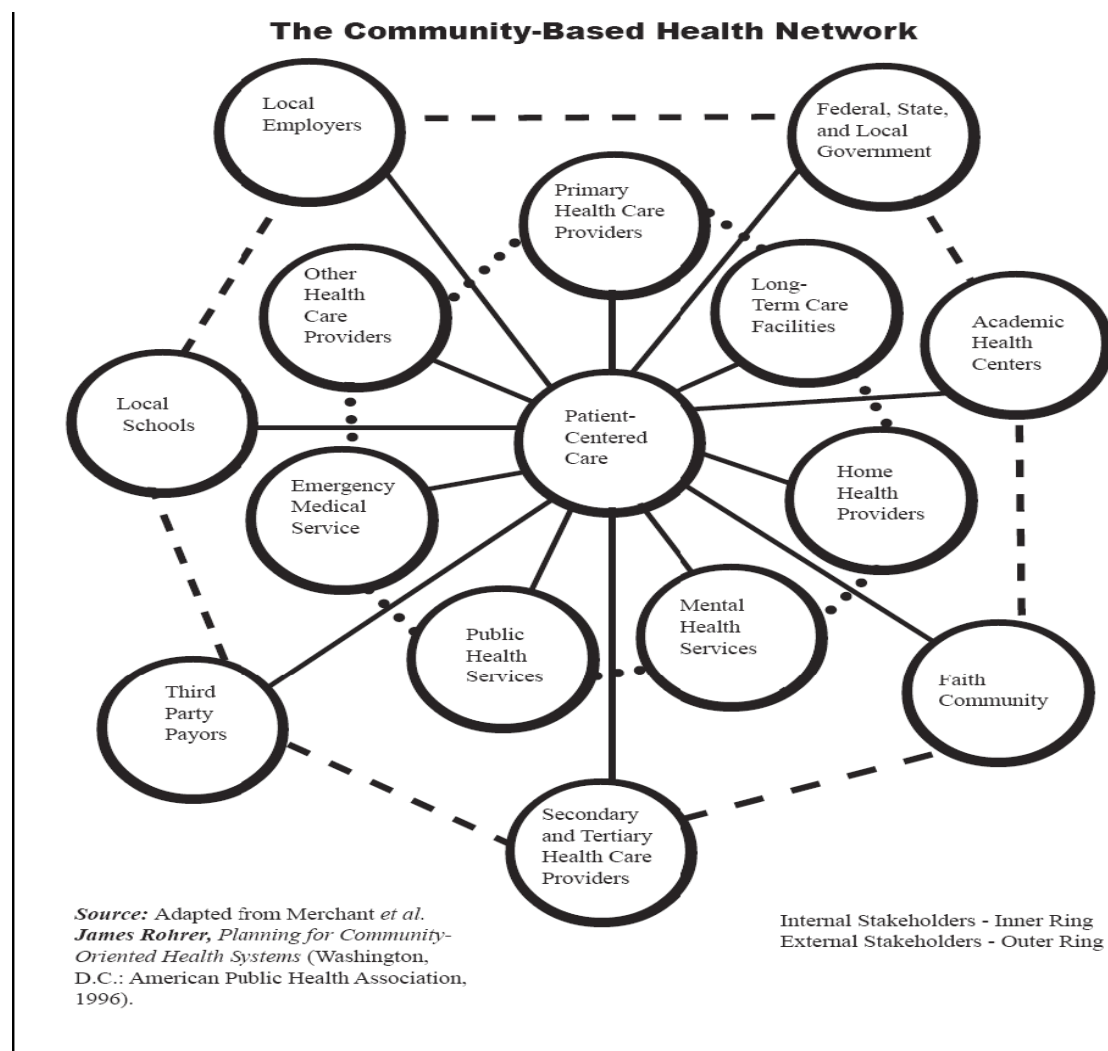 The Community-Based Health Network
Local
Employers
Federal, State,
and Local
Government
Primary
Health Care
Providers
Other
Health
Care
Providers
Long-
Term Care
Facilities
Academic
Health
Centers
Local
Schools
Patient-
Centered
Care
Emergency
Medical
Service
Home
Health
Providers
Public
Health
Services
Mental
Health
Services
Third
Party
Payors
Faith
Community
Secondary
and Tertiary
Health Care
Providers
Source: Adapted from Merchant et al.
James Rohrer, Planning for Community-
Oriented Health Systems (Washington,
D.C.: American Public Health Association,
1996).
Internal Stakeholders - Inner Ring
External Stakeholders - Outer Ring